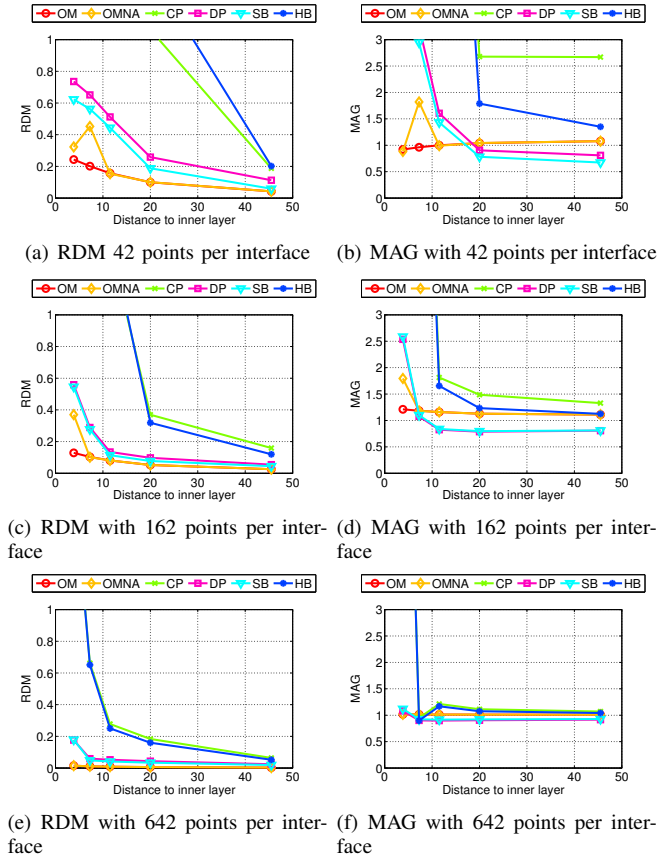 OM OMNA CP DP SB HB
OM OMNA CP DP SB HB
1
0.8
0.6
0.4
0.2
0
RDM
0 10 20 30 40 50
Distance to inner layer
3
2.5
2
1.5
1
0.5
0
MAG
0 10 20 30 40 50
Distance to inner layer
(a) RDM 42 points per interface
(b) MAG with 42 points per interface
OM OMNA CP DP SB HB
OM OMNA CP DP SB HB
1
0.8
0.6
0.4
0.2
0
RDM
0 10 20 30 40 50
Distance to inner layer
3
2.5
2
1.5
1
0.5
0
MAG
0 10 20 30 40 50
Distance to inner layer
(c) RDM with 162 points per inter-
face
(d) MAG with 162 points per inter-
face
OM OMNA CP DP SB HB
OM OMNA CP DP SB HB
1
0.8
0.6
0.4
0.2
0
RDM
0 10 20 30 40 50
Distance to inner layer
3
2.5
2
1.5
1
0.5
0
MAG
0 10 20 30 40 50
Distance to inner layer
(e) RDM with 642 points per inter-
face
(f) MAG with 642 points per inter-
face